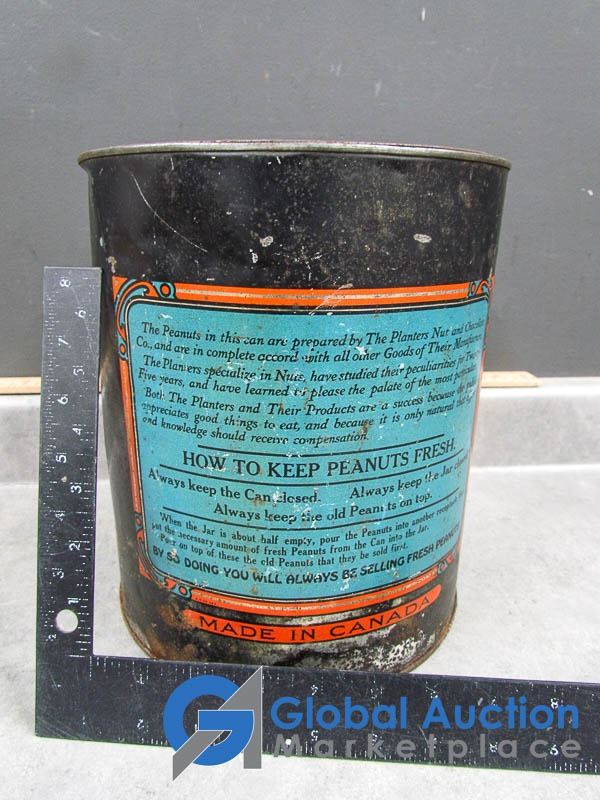 The Peanuts in this can are prepared by The Planters Nut and Chocolate
Co., and are in complete accord with all other Goods of Their Manufacture.
The Planters specialize in Nuts, have studied their peculiarities for Twenty
Five years, and have learned to please the palate of the most particular.
Both The Planters and Their Products are a success because the public
appreciates good things to eat, and because it is only natural that
and knowledge should receive compensation.
HOW TO KEEP PEANUTS FRESH.
Always keep the Can closed. Always keep the Jar
Always keep the old Peanuts on top.
When the Jar is about half empty, pour the Peanuts into another
put the necessary amount of fresh Peanuts from the Can into the Jar.
Pour on top of these the old Peanuts that they be sold first.
BY SO DOING YOU WILL ALWAYS BE SELLING FRESH PEANUTS
MADE IN CANADA
8
7
6
5
4
3
2
Global Auction
Marketplace